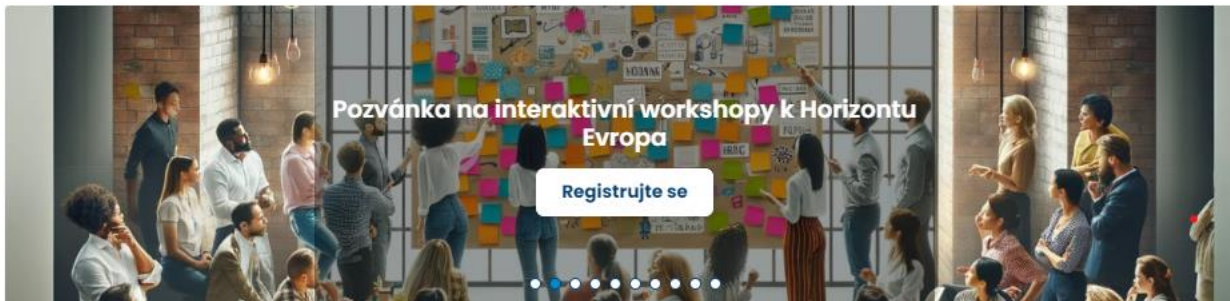 Pozvánka na interaktivní workshopy k Horizontu
Evropa
Registrujte se